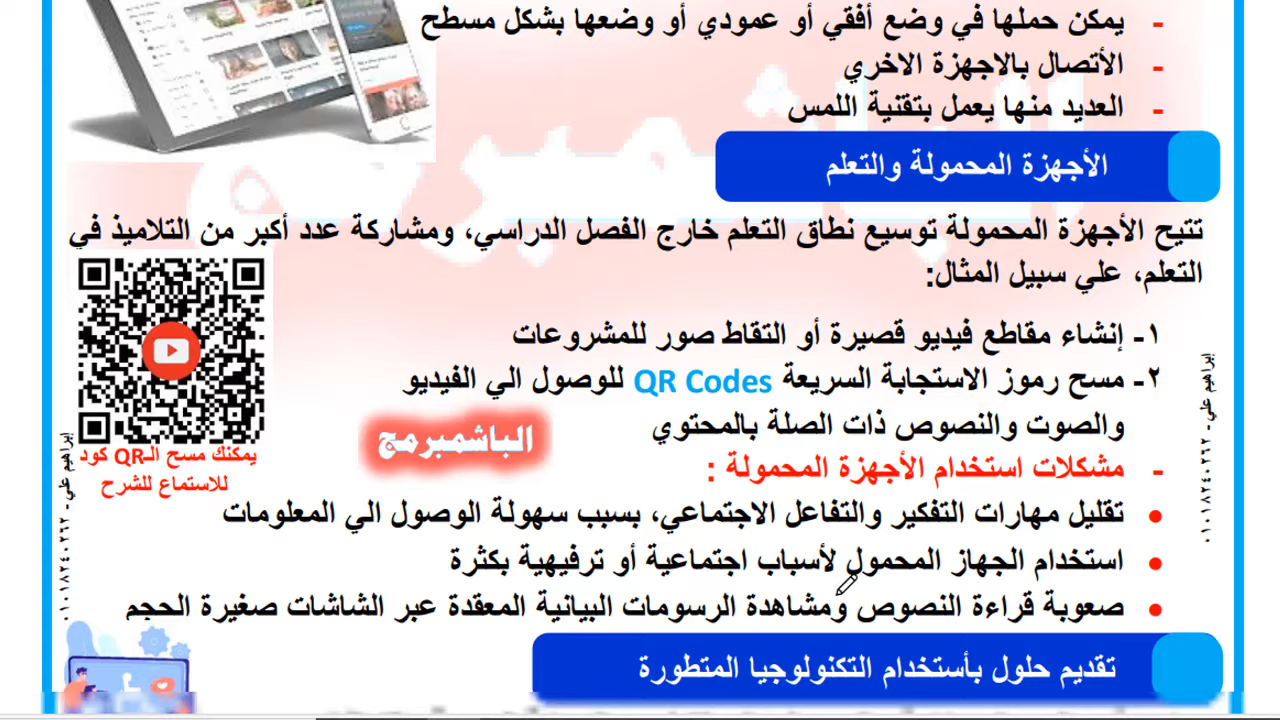 - يمكن حملها في وضع أفقي أو عمودي أو وضعها بشكل مسطح
- الأتصال بالاجهزة الاخري
- العديد منها يعمل بتقنية اللمس
الأجهزة المحمولة والتعلم
تتيح الأجهزة المحمولة توسيع نطاق التعلم خارج الفصل الدراسي، ومشاركة عدد أكبر من التلاميذ في
التعلم، علي سبيل المثال:
١- إنشاء مقاطع فيديو قصيرة أو التقاط صور للمشروعات
٢- مسح رموز الاستجابة السريعة QR Codes للوصول الي الفيديو
والصوت والنصوص ذات الصلة بالمحتوي
الباشمبرمج
يمكنك مسح الـQR كود
للاستماع للشرح
- مشكلات استخدام الأجهزة المحمولة :
• تقليل مهارات التفكير والتفاعل الاجتماعي، بسبب سهولة الوصول الي المعلومات
• استخدام الجهاز المحمول لأسباب اجتماعية أو ترفيهية بكثرة
• صعوبة قراءة النصوص ومشاهدة الرسومات البيانية المعقدة عبر الشاشات صغيرة الحجم
تقديم حلول بأستخدام التكنولوجيا المتطورة
إبراهيم علي -
إبراهيم علي -
الباشمبرمج